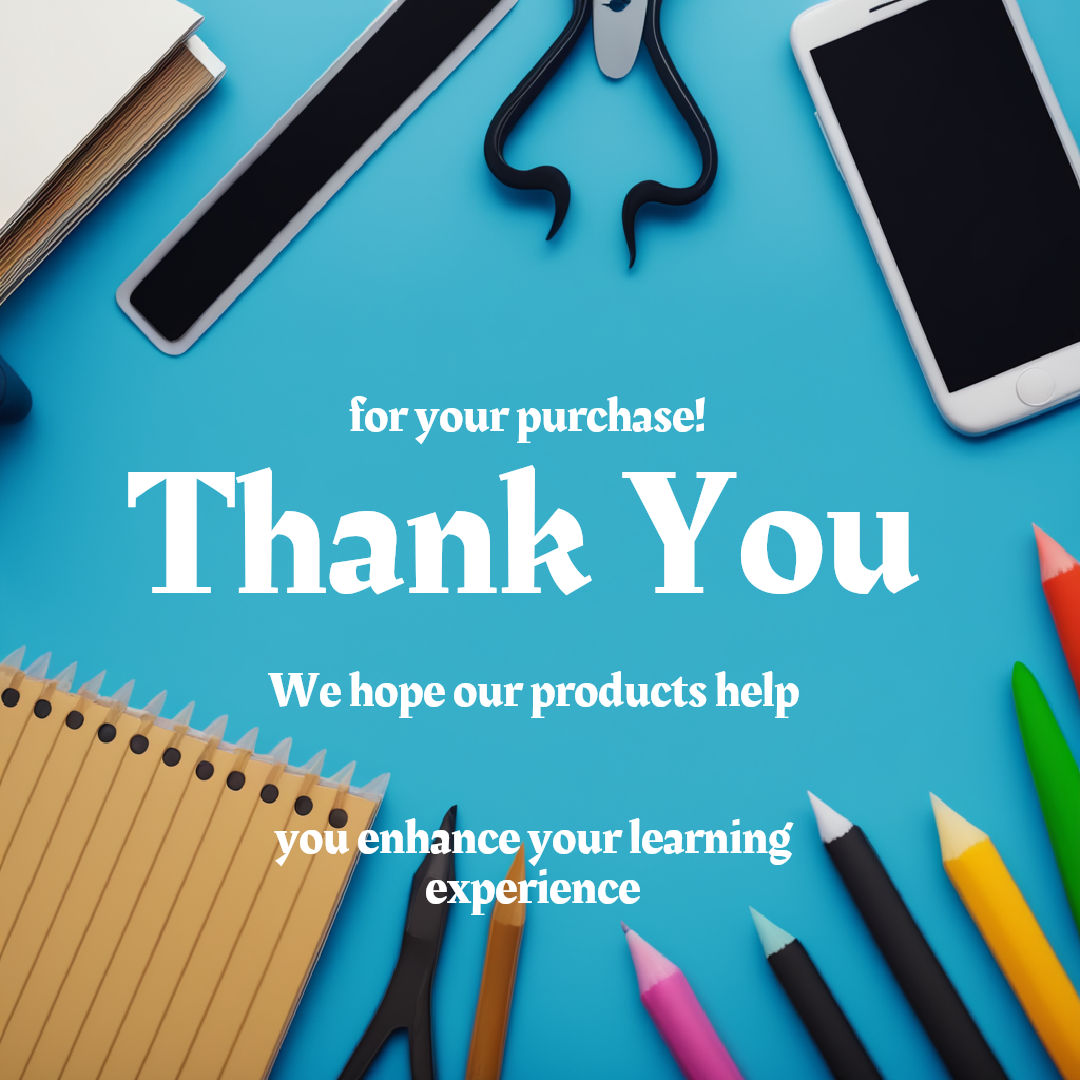 for your purchase!
Thank You
We hope our products help
you enhance your learning
experience